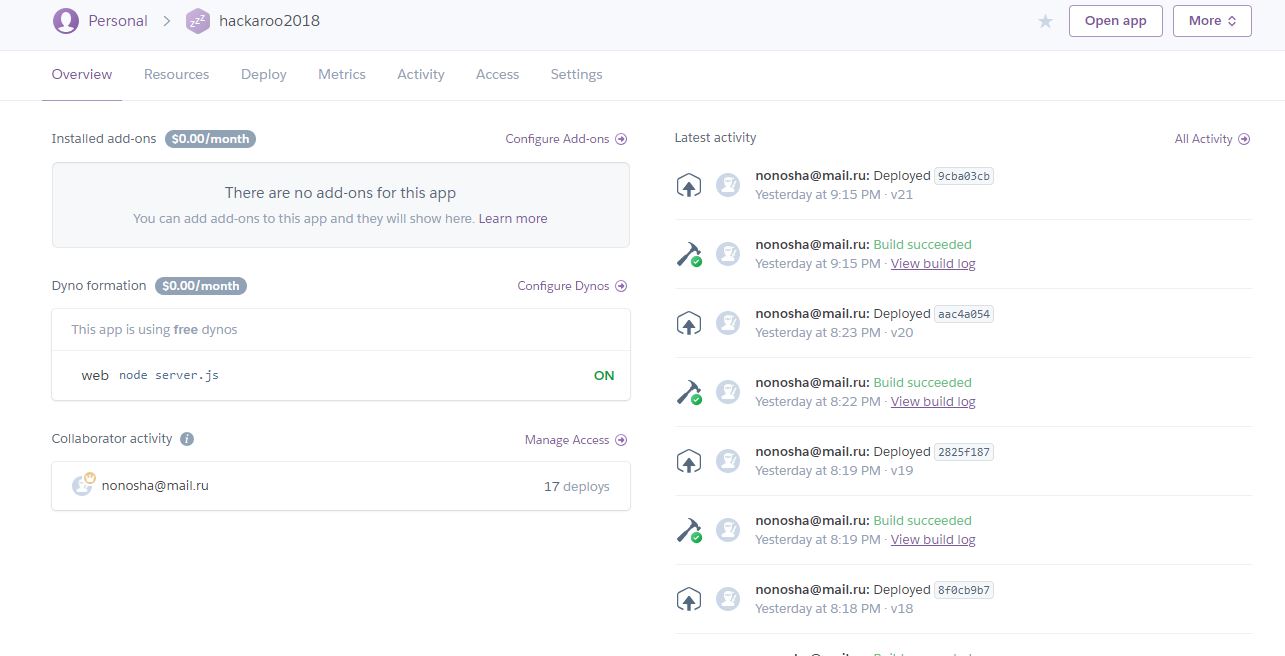 Personal > hackaroo2018
Open app
More
Overview Resources Deploy Metrics Activity Access Settings
Installed add-ons $0.00/month
Configure Add-ons
There are no add-ons for this app
You can add add-ons to this app and they will show here. Learn more
Dyno formation $0.00/month
Configure Dynos
This app is using free dynos
web node server.js ON
Collaborator activity
Manage Access
nonosha@mail.ru 17 deploys
Latest activity
All Activity
nonosha@mail.ru: Deployed 9cba03cb
Yesterday at 9:15 PM · v21
nonosha@mail.ru: Build succeeded
Yesterday at 9:15 PM · View build log
nonosha@mail.ru: Deployed aac4a054
Yesterday at 8:23 PM · v20
nonosha@mail.ru: Build succeeded
Yesterday at 8:22 PM · View build log
nonosha@mail.ru: Deployed 2825f187
Yesterday at 8:19 PM · v19
nonosha@mail.ru: Build succeeded
Yesterday at 8:19 PM · View build log
nonosha@mail.ru: Deployed 8f0cb9b7
Yesterday at 8:18 PM · v18